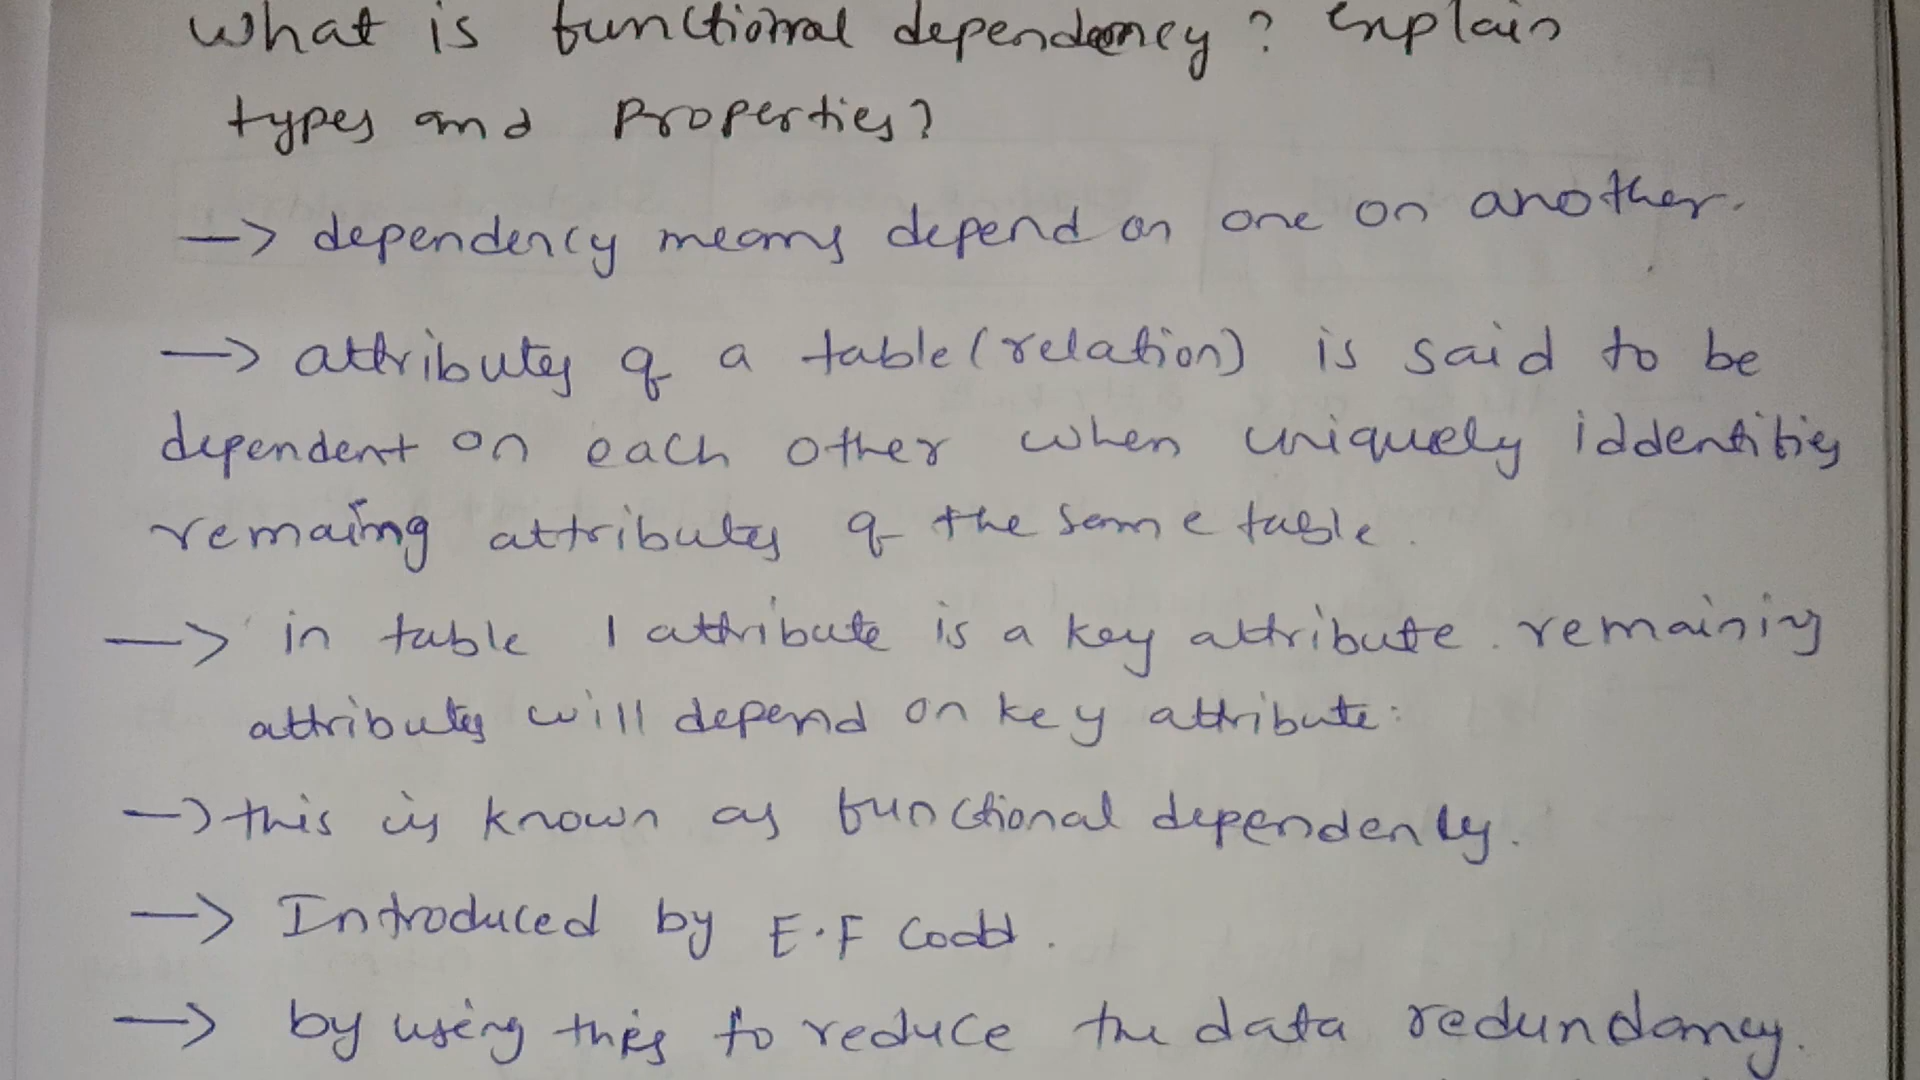 What is functional dependency? Explain
types and Properties?
-> dependency means depend on one on another.
-> attributes of a table (relation) is said to be
dependent on each other when uniquely iddentifies
remaing attributes of the same table.
-> in table 1 attribute is a key attribute. remaining
attributes will depend on key attribute.
-> this is known as functional dependenly.
-> Introduced by E.F Codd.
-> by using this to reduce the data redundancy.